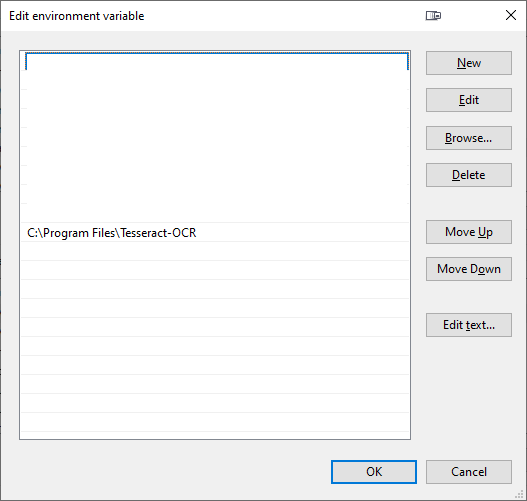 Edit environment variable
New
Edit
Browse...
Delete
C:\Program Files\Tesseract-OCR
Move Up
Move Down
Edit text...
OK
Cancel